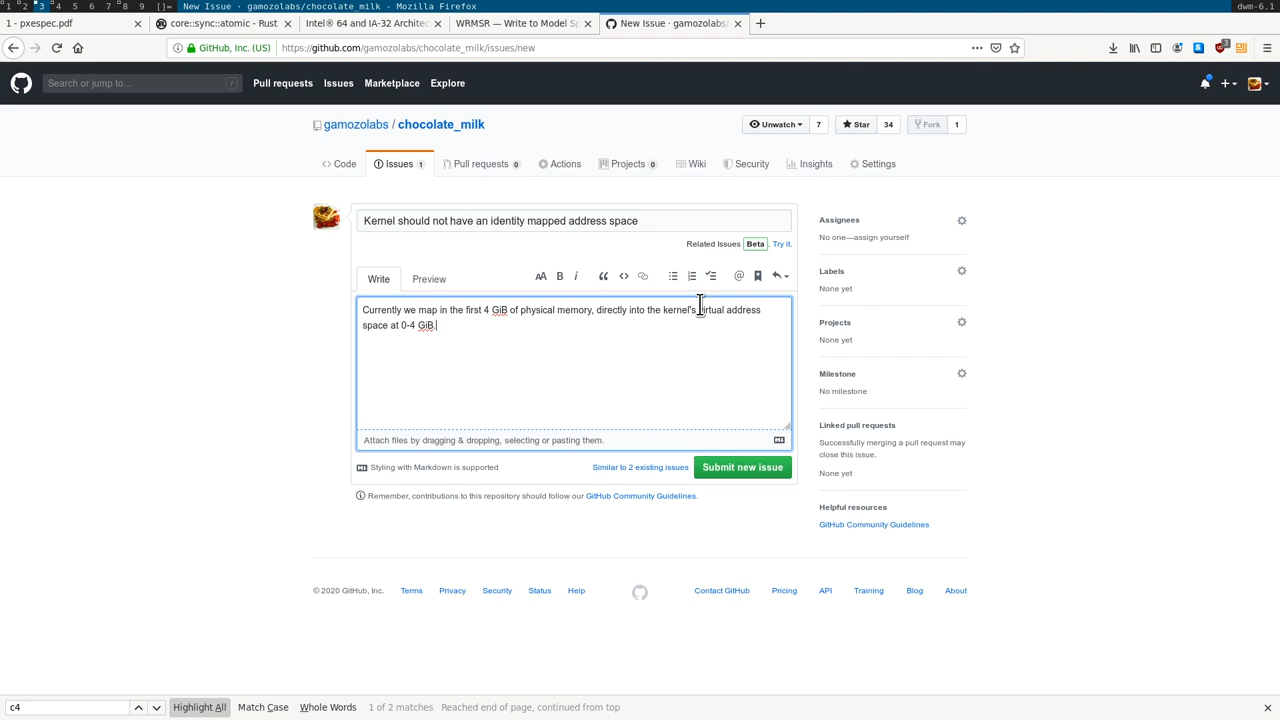 1 2 3 4 5 6 7 8 9 []= New Issue · gamozolabs/chocolate_milk - Mozilla Firefox dwm-6.1
1 - pxespec.pdf core::sync::atomic - Rust Intel® 64 and IA-32 Architec WRMSR — Write to Model Sp New Issue · gamozolabs/
GitHub, Inc. (US) https://github.com/gamozolabs/chocolate_milk/issues/new
Search or jump to… / Pull requests Issues Marketplace Explore
gamozolabs / chocolate_milk Unwatch 7 Star 34 Fork 1
Code Issues 1 Pull requests 0 Actions Projects 0 Wiki Security Insights Settings
Kernel should not have an identity mapped address space
Related Issues Beta . Try it.
Write Preview AA B i
Currently we map in the first 4 GiB of physical memory, directly into the kernel's virtual address
space at 0-4 GiB.
Attach files by dragging & dropping, selecting or pasting them.
Styling with Markdown is supported Similar to 2 existing issues Submit new issue
Remember, contributions to this repository should follow our GitHub Community Guidelines.
Assignees
No one—assign yourself
Labels
None yet
Projects
None yet
Milestone
No milestone
Linked pull requests
Successfully merging a pull request may
close this issue.
None yet
Helpful resources
GitHub Community Guidelines
© 2020 GitHub, Inc. Terms Privacy Security Status Help Contact GitHub Pricing API Training Blog About
c4 Highlight All Match Case Whole Words 1 of 2 matches Reached end of page, continued from top